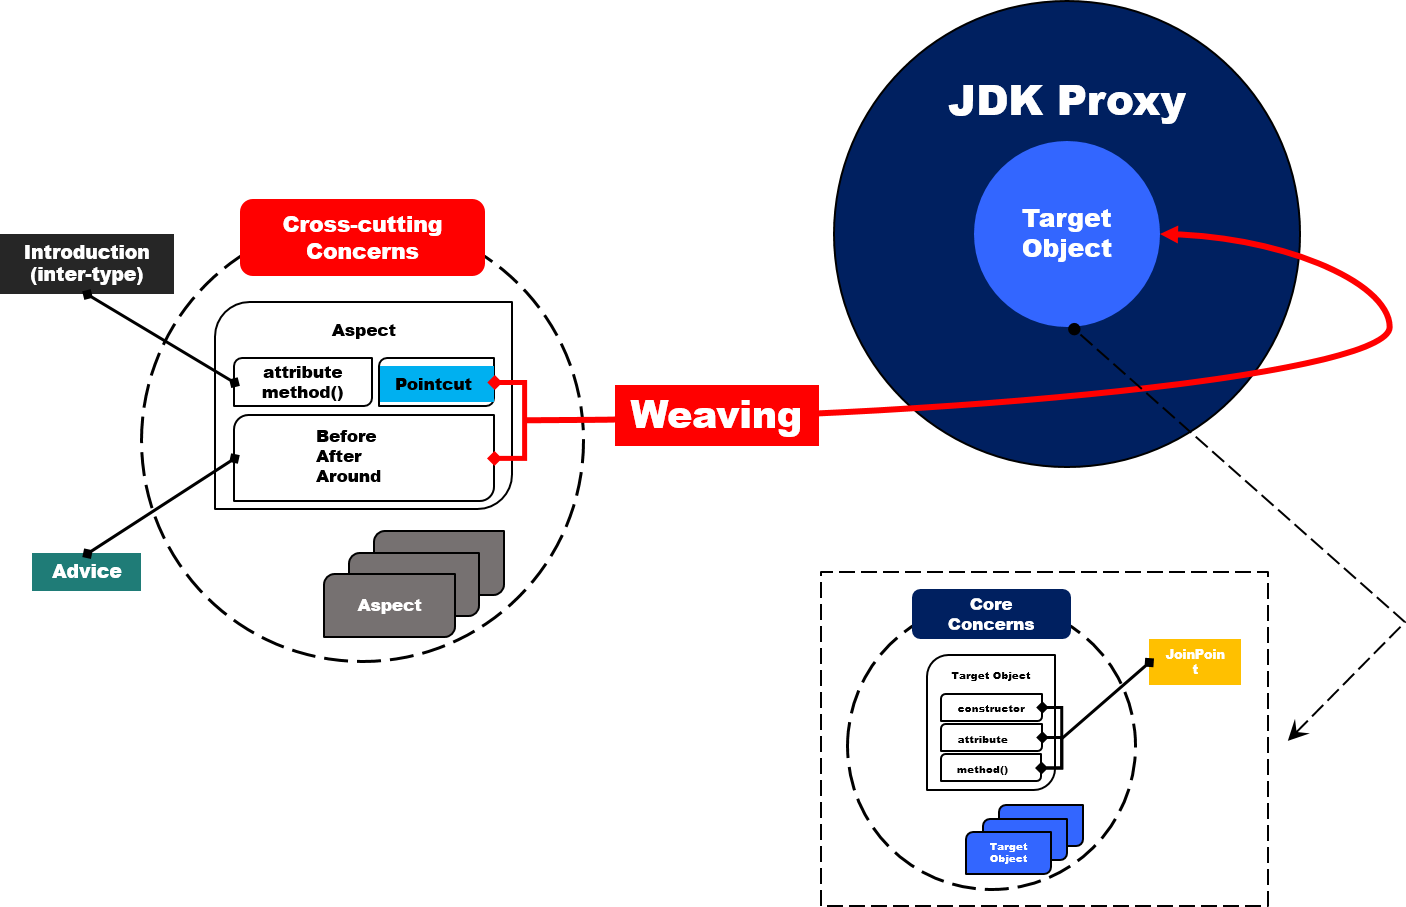 JDK Proxy
Target
Object
Cross-cutting
Concerns
Introduction
(inter-type)
Aspect
attribute
method()
Pointcut
Before
After
Around
Weaving
Advice
Aspect
Core
Concerns
JoinPoin
t
Target Object
constructor
attribute
method()
Target
Object